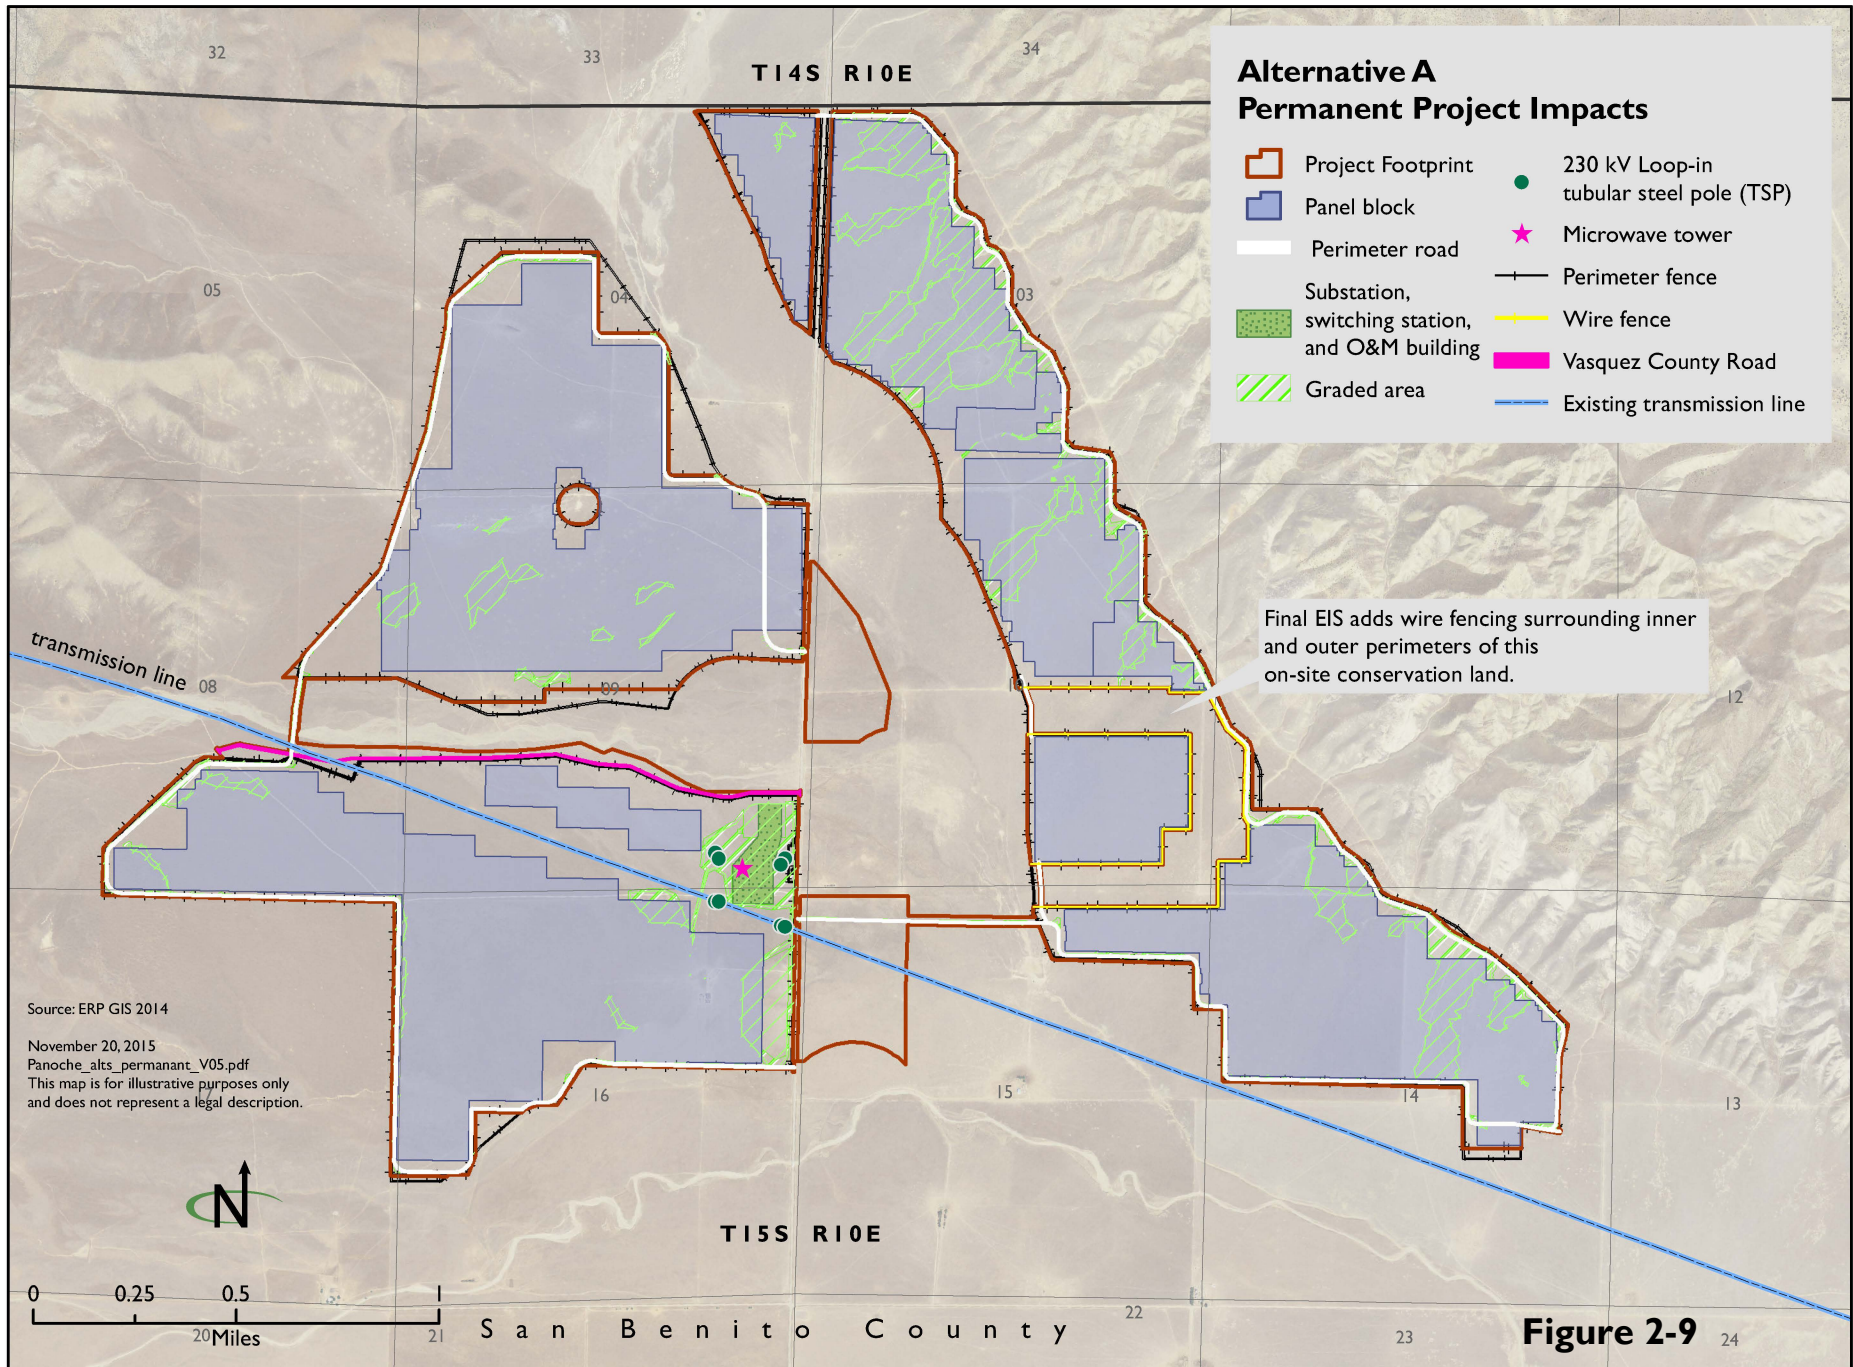 32
33
34
T14S R10E
Alternative A
Permanent Project Impacts
Project Footprint
Panel block
Perimeter road
Substation,
switching station,
and O&M building
Graded area
230 kV Loop-in
tubular steel pole (TSP)
Microwave tower
Perimeter fence
Wire fence
Vasquez County Road
Existing transmission line
05
04
03
Final EIS adds wire fencing surrounding inner
and outer perimeters of this
on-site conservation land.
transmission line
08
09
12
Source: ERP GIS 2014
November 20, 2015
Panoche_alts_permanant_V05.pdf
This map is for illustrative purposes only
and does not represent a legal description.
16
15
14
13
N
T15S R10E
0 0.25 0.5 1
Miles
20
21
San Benito County
22
23
24
Figure 2-9